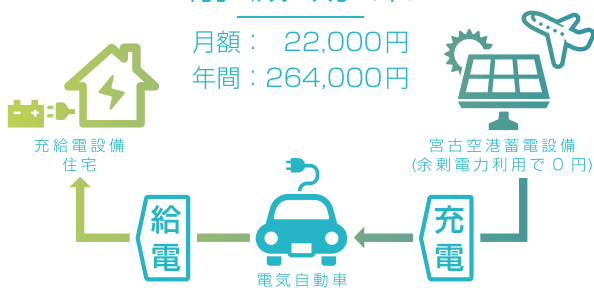 月額： 22,000円
年間：264,000円
充給電設備
住宅
宮古空港蓄電設備
(余剰電力利用で0円)
給電
充電
電気自動車